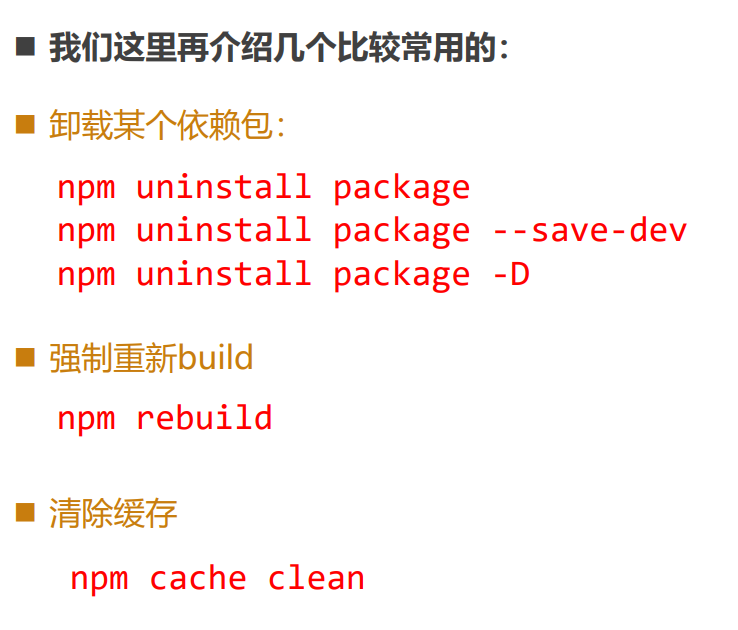 我们这里再介绍几个比较常用的：
卸载某个依赖包：
npm uninstall package
npm uninstall package --save-dev
npm uninstall package -D
强制重新build
npm rebuild
清除缓存
npm cache clean